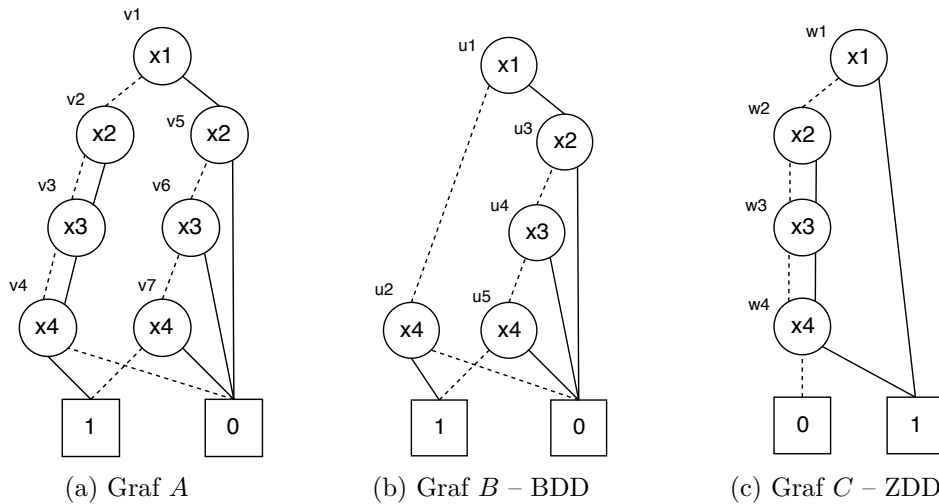 v1
x1
v2
x2
v5
x2
v3
x3
v6
x3
v4
x4
v7
x4
1
0
(a) Graf A
u1
x1
u3
x2
u4
x3
u2
x4
u5
x4
1
0
(b) Graf B – BDD
w1
x1
w2
x2
w3
x3
w4
x4
0
1
(c) Graf C – ZDD